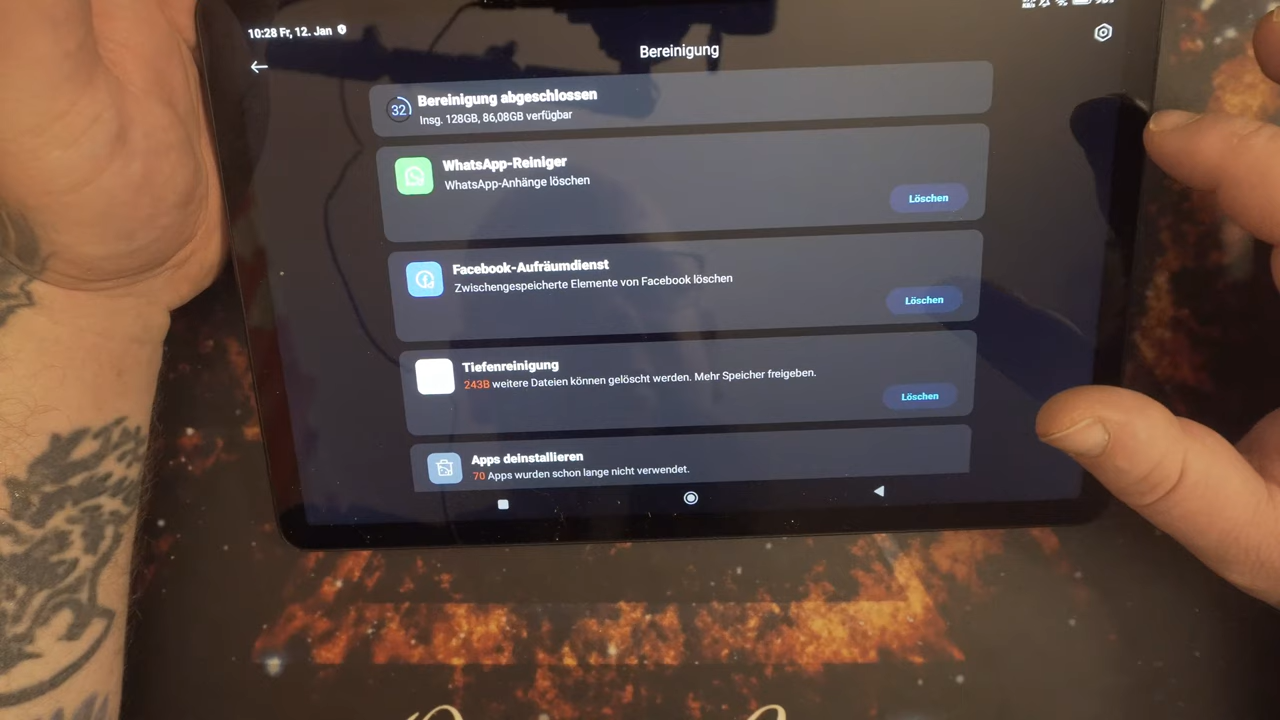 10:28 Fr, 12. Jan
Bereinigung
32
Bereinigung abgeschlossen
Insg. 128GB, 86,08GB verfügbar
WhatsApp-Reiniger
WhatsApp-Anhänge löschen
Löschen
Facebook-Aufräumdienst
Zwischengespeicherte Elemente von Facebook löschen
Löschen
Tiefenreinigung
243B weitere Dateien können gelöscht werden. Mehr Speicher freigeben.
Löschen
Apps deinstallieren
70 Apps wurden schon lange nicht verwendet.